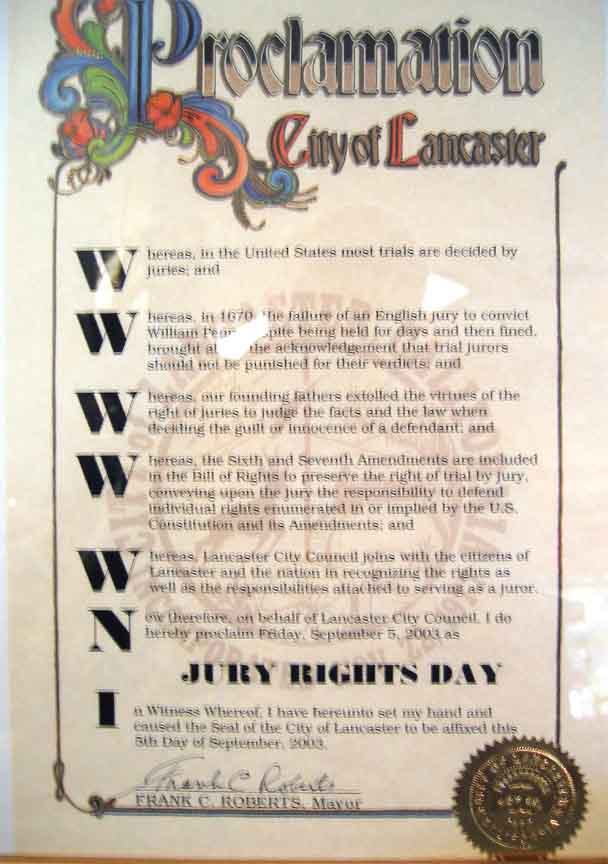 Proclamation
City of Lancaster
Whereas, in the United States most trials are decided by
juries; and
Whereas, in 1670, the failure of an English jury to convict
William Penn despite being held for days and then fined,
brought the acknowledgement that trial jurors
should not be punished for their verdicts; and
Whereas, our founding fathers extolled the virtues of the
right of juries to judge the facts and the law when
deciding the guilt or innocence of a defendant; and
Whereas, the Sixth and Seventh Amendments are included
in the Bill of Rights to preserve the right of trial by jury,
conveying upon the jury the responsibility to defend
individual rights enumerated in or implied by the U.S.
Constitution and its Amendments; and
Whereas, Lancaster City Council joins with the citizens of
Lancaster and the nation in recognizing the rights as
well as the responsibilities attached to serving as a juror.
Now therefore, on behalf of Lancaster City Council, I do
hereby proclaim Friday, September 5, 2003 as
JURY RIGHTS DAY
In Witness Whereof, I have hereunto set my hand and
caused the Seal of the City of Lancaster to be affixed this
5th Day of September, 2003.
Frank C Roberts
FRANK C. ROBERTS, Mayor